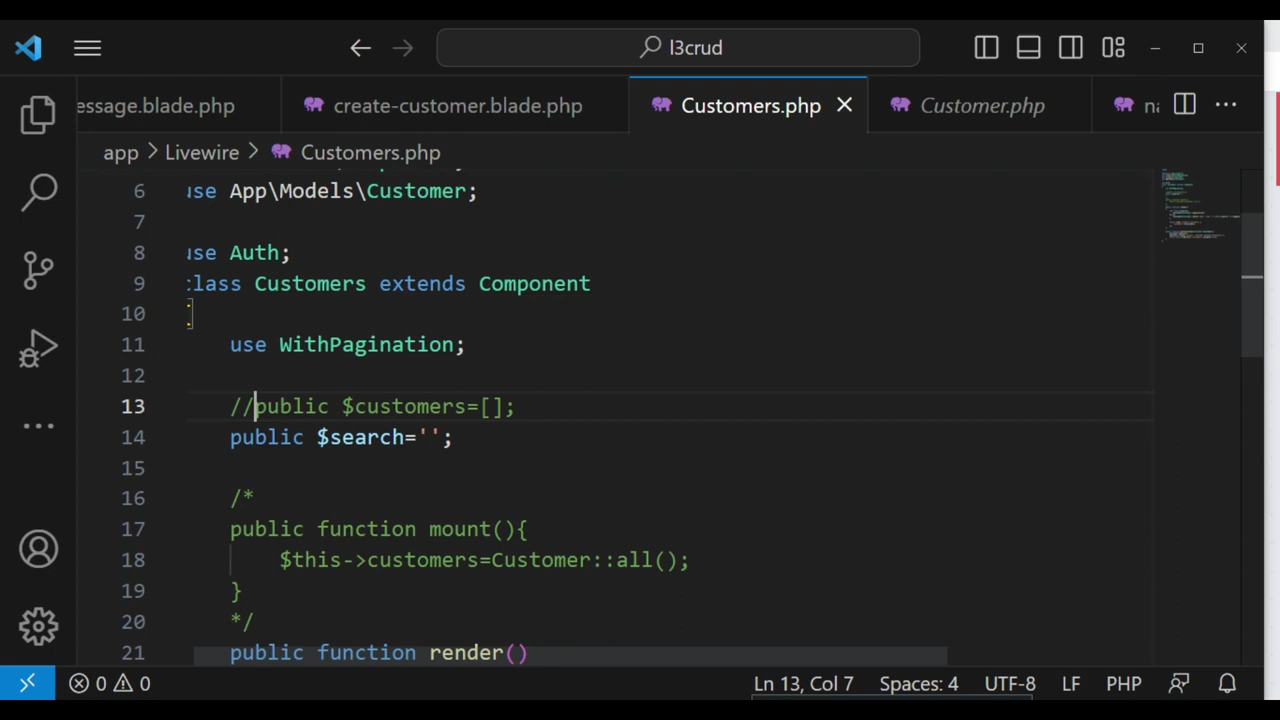 l3crud
essage.blade.php
create-customer.blade.php
Customers.php
Customer.php
na
app > Livewire > Customers.php
6 use App\Models\Customer;
7
8 use Auth;
9 class Customers extends Component
10
11 use WithPagination;
12
13 //public $customers=[];
14 public $search='';
15
16 /*
17 public function mount(){
18 $this->customers=Customer::all();
19 }
20 */
21 public function render()
0 0
Ln 13, Col 7
Spaces: 4
UTF-8
LF
PHP